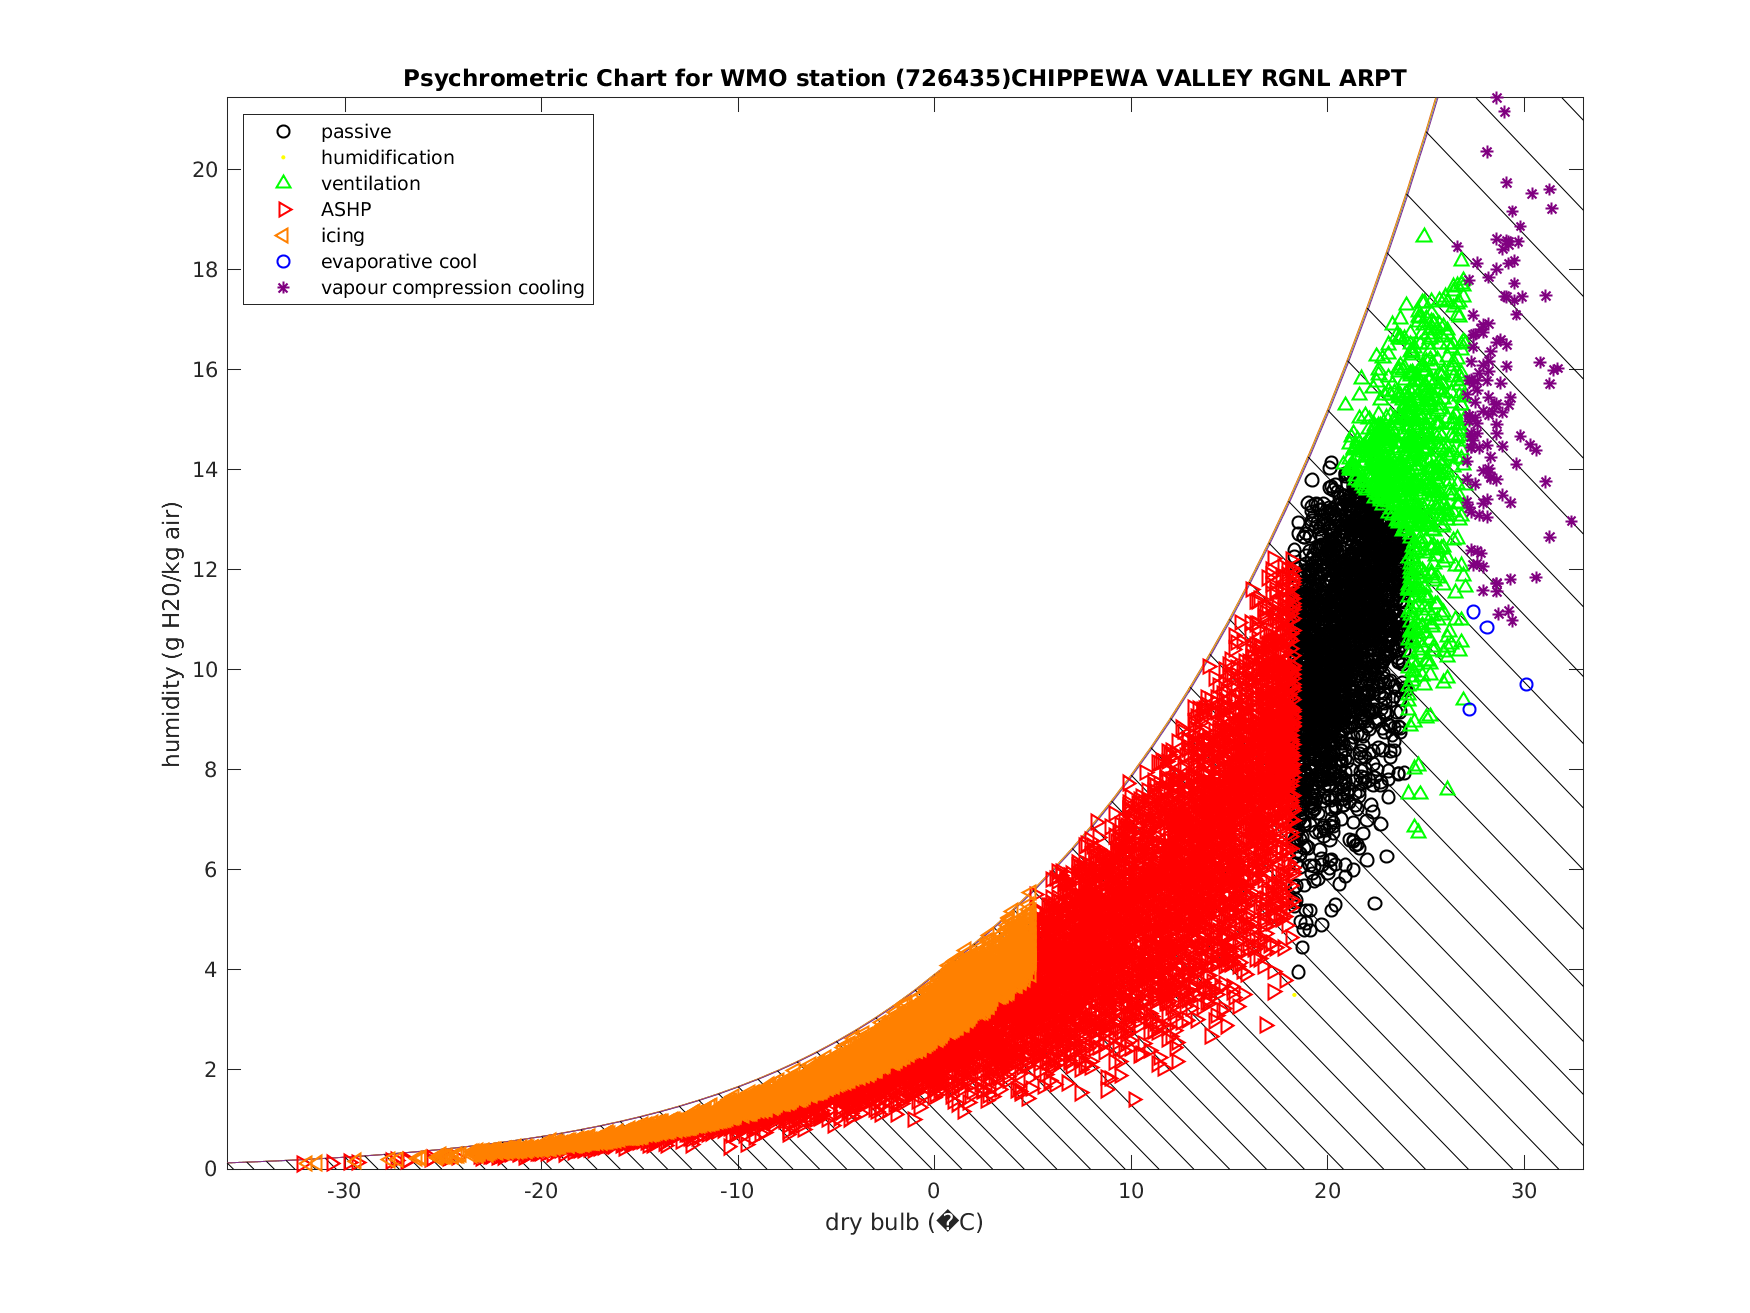 Psychrometric Chart for WMO station (726435)CHIPPEWA VALLEY RGNL ARPT
passive
humidification
ventilation
ASHP
icing
evaporative cool
vapour compression cooling
humidity (g H20/kg air)
20
18
16
14
12
10
8
6
4
2
0
-30 -20 -10 0 10 20 30
dry bulb (�C)